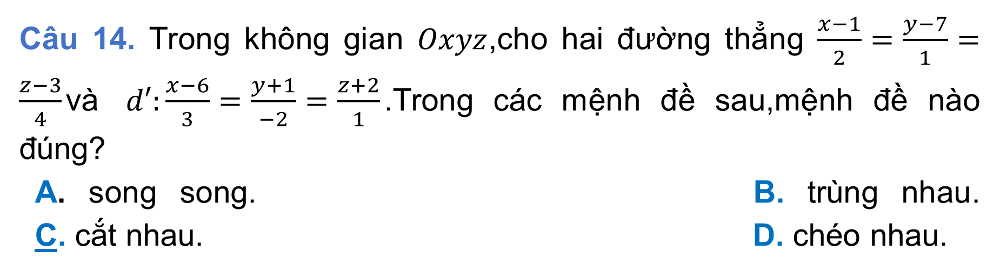 Câu 14. Trong không gian Oxyz,cho hai đường thẳng \frac{x-1}{2} = \frac{y-7}{1} =
\frac{z-3}{4} và d': \frac{x-6}{3} = \frac{y+1}{-2} = \frac{z+2}{1}.Trong các mệnh đề sau,mệnh đề nào
đúng?
A. song song. B. trùng nhau.
C. cắt nhau. D. chéo nhau.